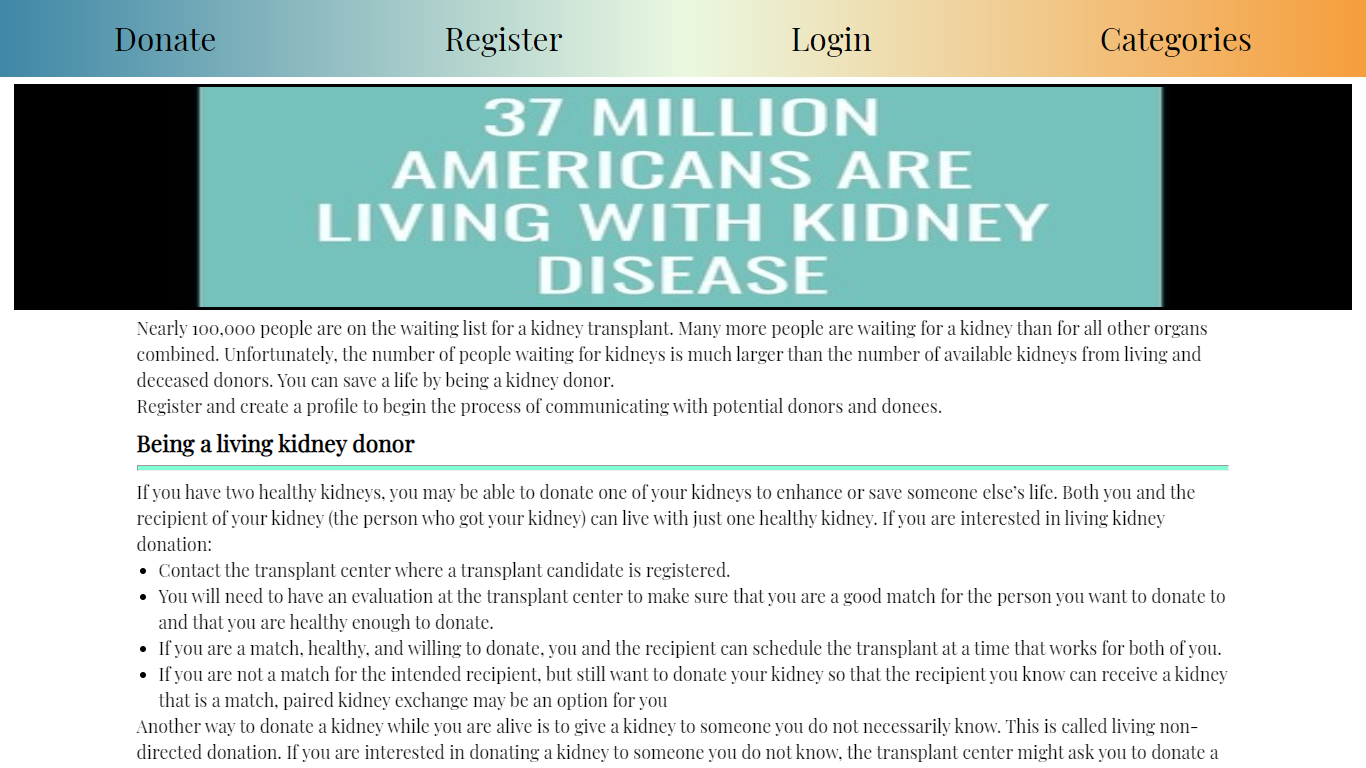 Donate Register Login Categories
37 MILLION
AMERICANS ARE
LIVING WITH KIDNEY
DISEASE
Nearly 100,000 people are on the waiting list for a kidney transplant. Many more people are waiting for a kidney than for all other organs
combined. Unfortunately, the number of people waiting for kidneys is much larger than the number of available kidneys from living and
deceased donors. You can save a life by being a kidney donor.
Register and create a profile to begin the process of communicating with potential donors and donees.
Being a living kidney donor
If you have two healthy kidneys, you may be able to donate one of your kidneys to enhance or save someone else’s life. Both you and the
recipient of your kidney (the person who got your kidney) can live with just one healthy kidney. If you are interested in living kidney
donation:
• Contact the transplant center where a transplant candidate is registered.
• You will need to have an evaluation at the transplant center to make sure that you are a good match for the person you want to donate to
and that you are healthy enough to donate.
• If you are a match, healthy, and willing to donate, you and the recipient can schedule the transplant at a time that works for both of you.
• If you are not a match for the intended recipient, but still want to donate your kidney so that the recipient you know can receive a kidney
that is a match, paired kidney exchange may be an option for you
Another way to donate a kidney while you are alive is to give a kidney to someone you do not necessarily know. This is called living non-
directed donation. If you are interested in donating a kidney to someone you do not know, the transplant center might ask you to donate a